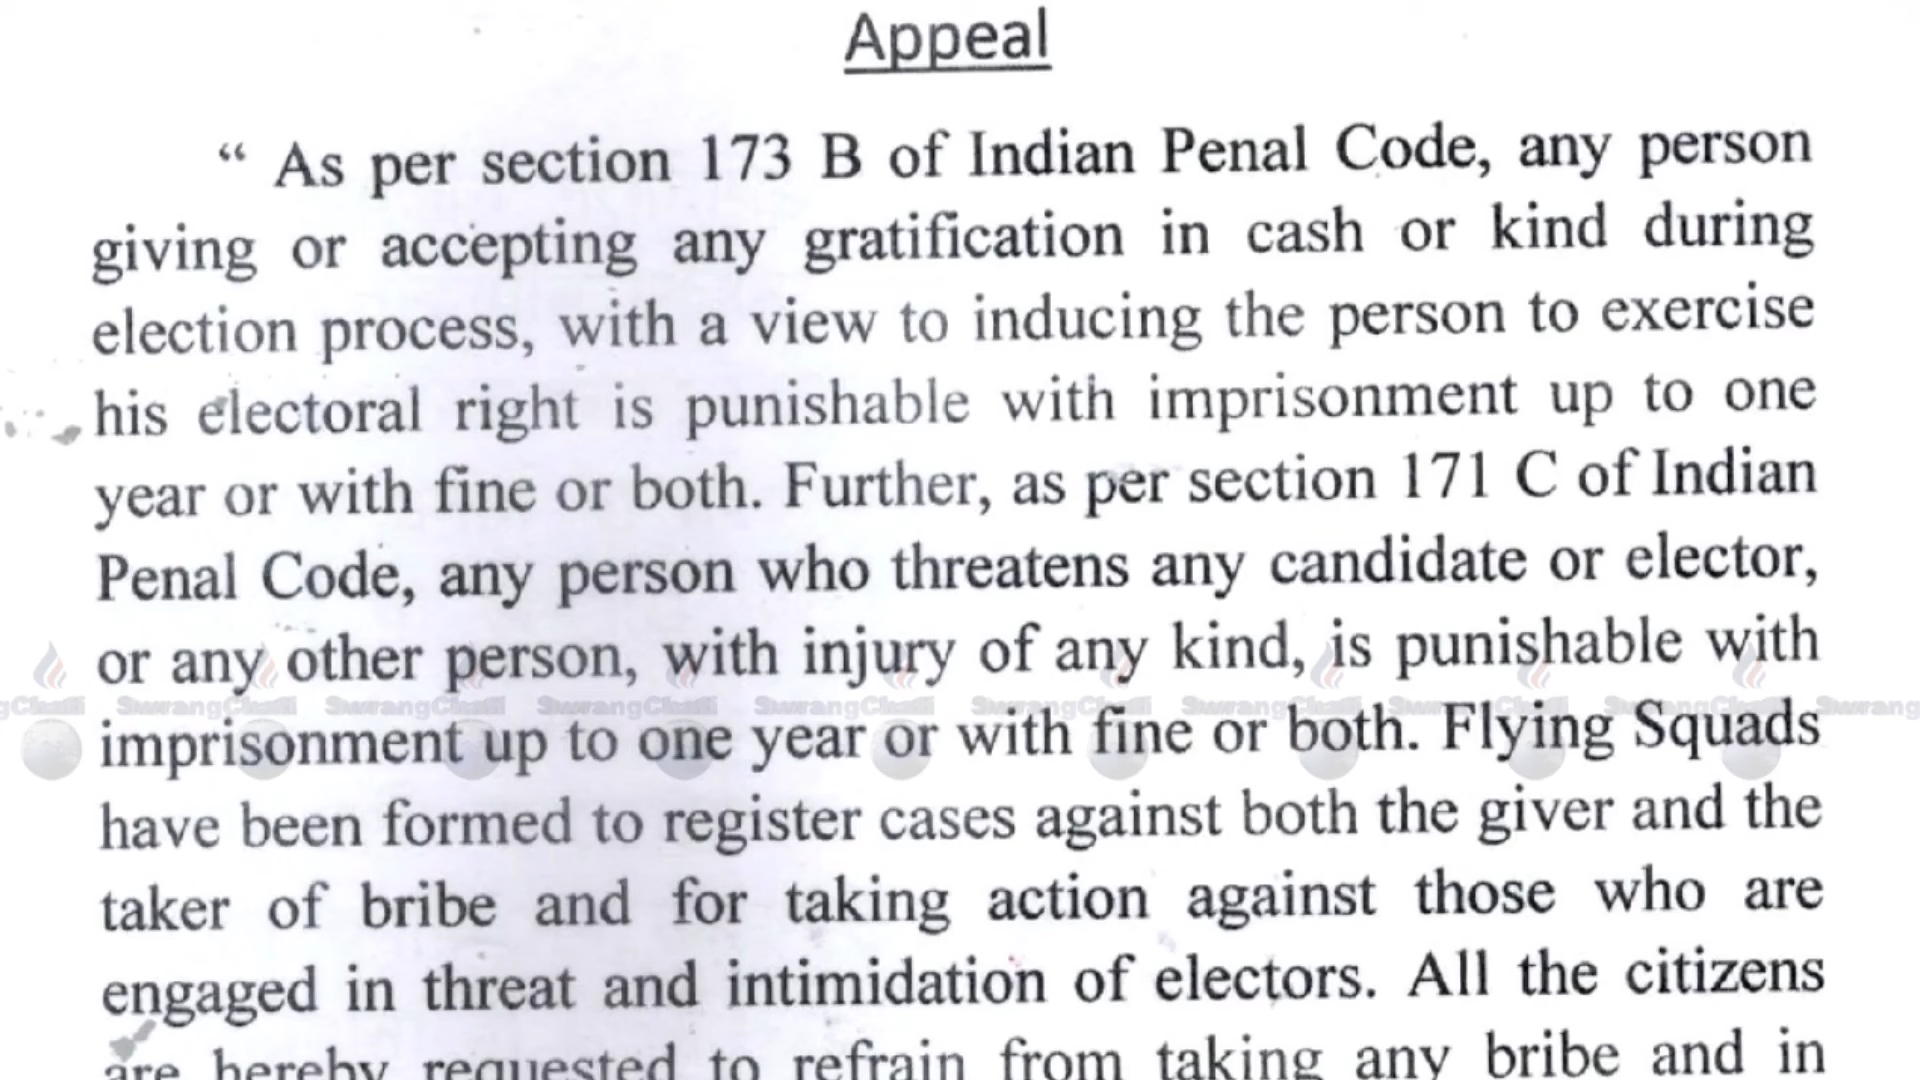 Appeal
“ As per section 173 B of Indian Penal Code, any person
giving or accepting any gratification in cash or kind during
election process, with a view to inducing the person to exercise
his electoral right is punishable with imprisonment up to one
year or with fine or both. Further, as per section 171 C of Indian
Penal Code, any person who threatens any candidate or elector,
or any other person, with injury of any kind, is punishable with
imprisonment up to one year or with fine or both. Flying Squads
have been formed to register cases against both the giver and the
taker of bribe and for taking action against those who are
engaged in threat and intimidation of electors. All the citizens
are hereby requested to refrain from taking any bribe and in